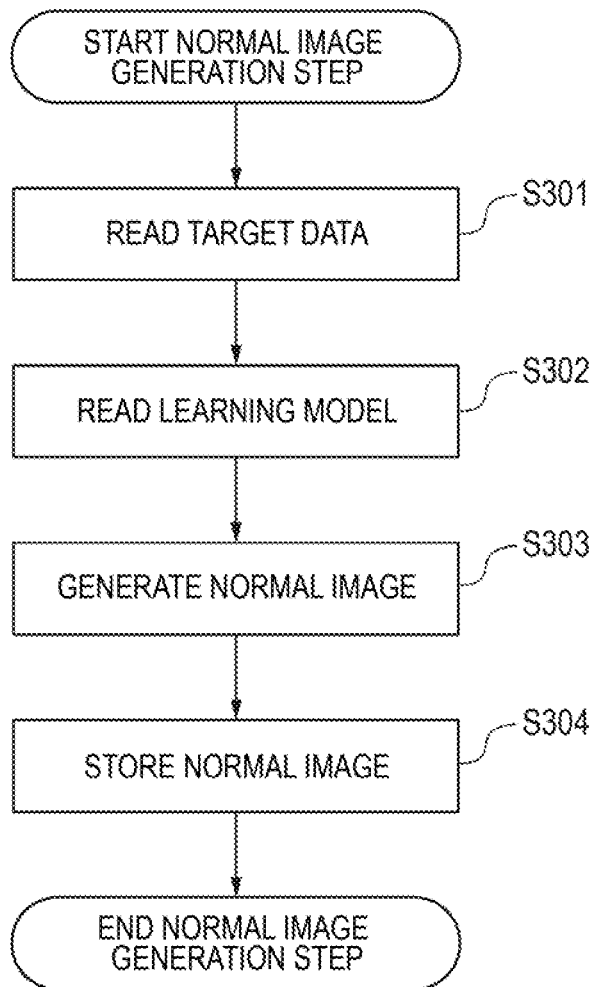 START NORMAL IMAGE
GENERATION STEP
S301
READ TARGET DATA
S302
READ LEARNING MODEL
S303
GENERATE NORMAL IMAGE
S304
STORE NORMAL IMAGE
END NORMAL IMAGE
GENERATION STEP